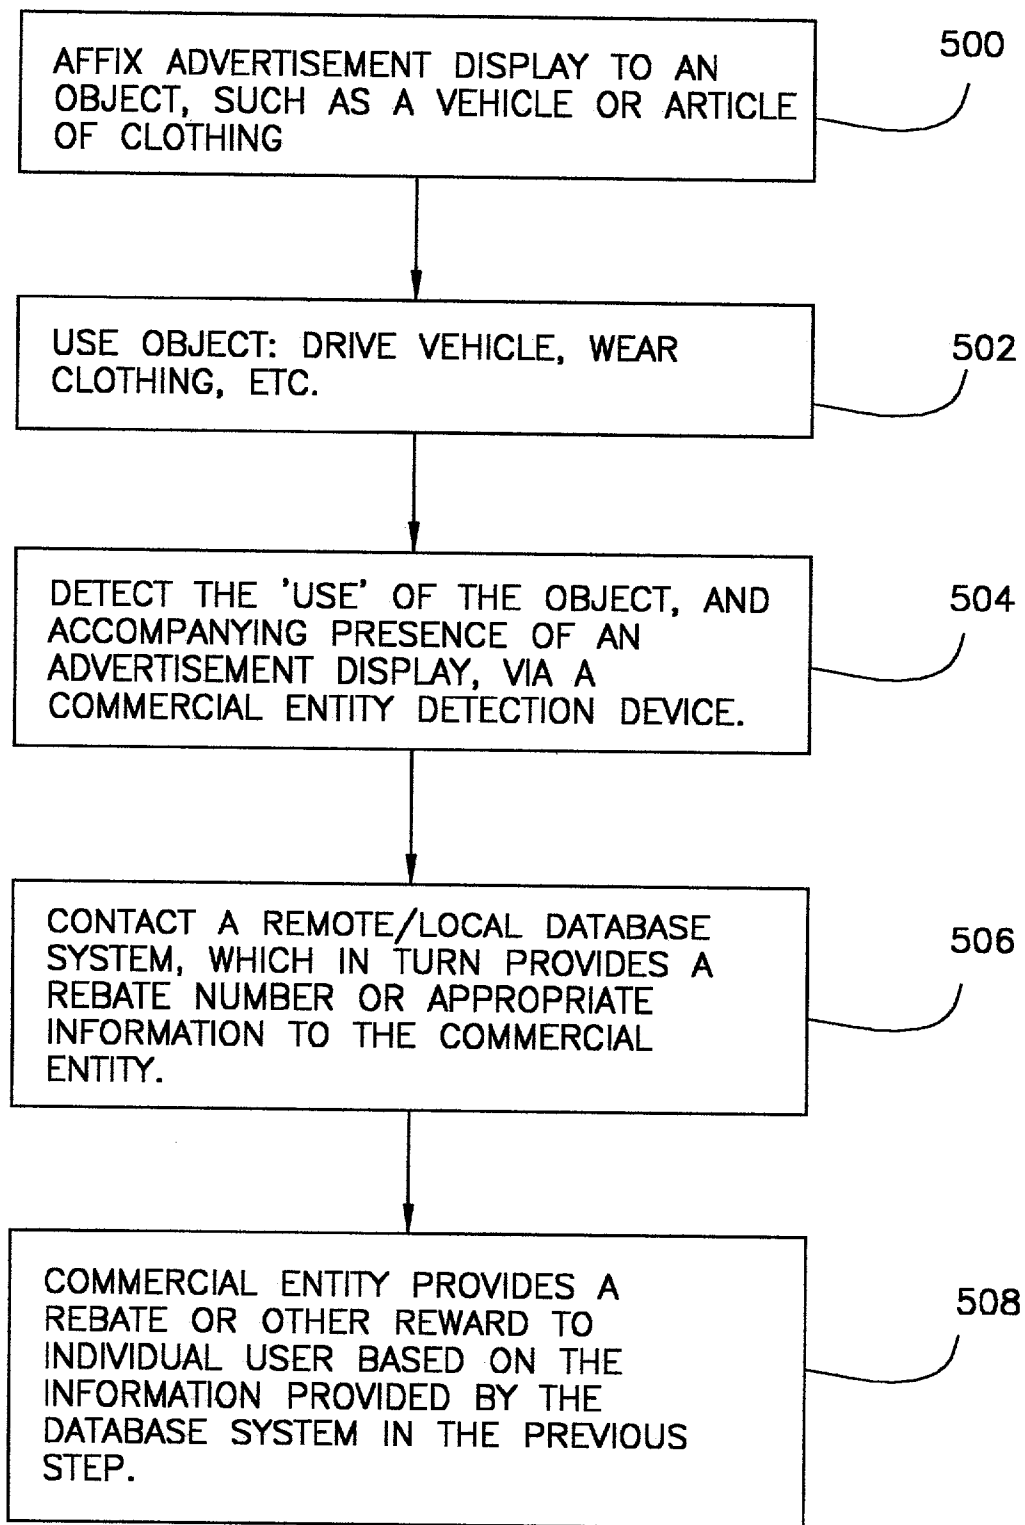 AFFIX ADVERTISEMENT DISPLAY TO AN
OBJECT, SUCH AS A VEHICLE OR ARTICLE
OF CLOTHING
500
USE OBJECT: DRIVE VEHICLE, WEAR
CLOTHING, ETC.
502
DETECT THE 'USE' OF THE OBJECT, AND
ACCOMPANYING PRESENCE OF AN
ADVERTISEMENT DISPLAY, VIA A
COMMERCIAL ENTITY DETECTION DEVICE.
504
CONTACT A REMOTE/LOCAL DATABASE
SYSTEM, WHICH IN TURN PROVIDES A
REBATE NUMBER OR APPROPRIATE
INFORMATION TO THE COMMERCIAL
ENTITY.
506
COMMERCIAL ENTITY PROVIDES A
REBATE OR OTHER REWARD TO
INDIVIDUAL USER BASED ON THE
INFORMATION PROVIDED BY THE
DATABASE SYSTEM IN THE PREVIOUS
STEP.
508